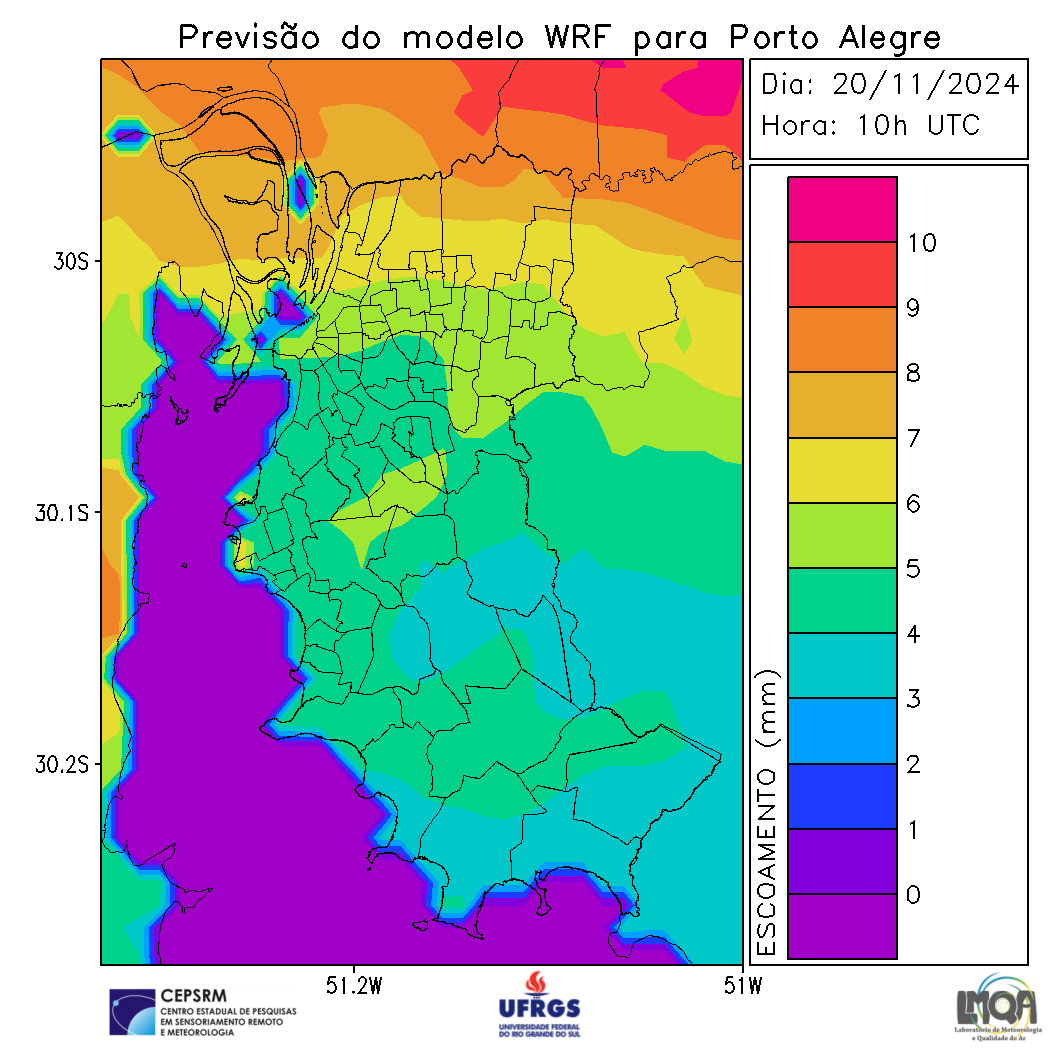 Previsão do modelo WRF para Porto Alegre
Dia: 20/11/2024
Hora: 10h UTC
30S
30.1S
30.2S
51.2W
51W
10
9
8
7
6
5
4
3
2
1
0
ESCOAMENTO (mm)
CEPSRM
CENTRO ESTADUAL DE PESQUISAS
EM SENSORIAMENTO REMOTO
E METEOROLOGIA
UFRGS
UNIVERSIDADE FEDERAL
DO RIO GRANDE DO SUL
LMQA
Laboratório de Meteorologia
e Qualidade do Ar